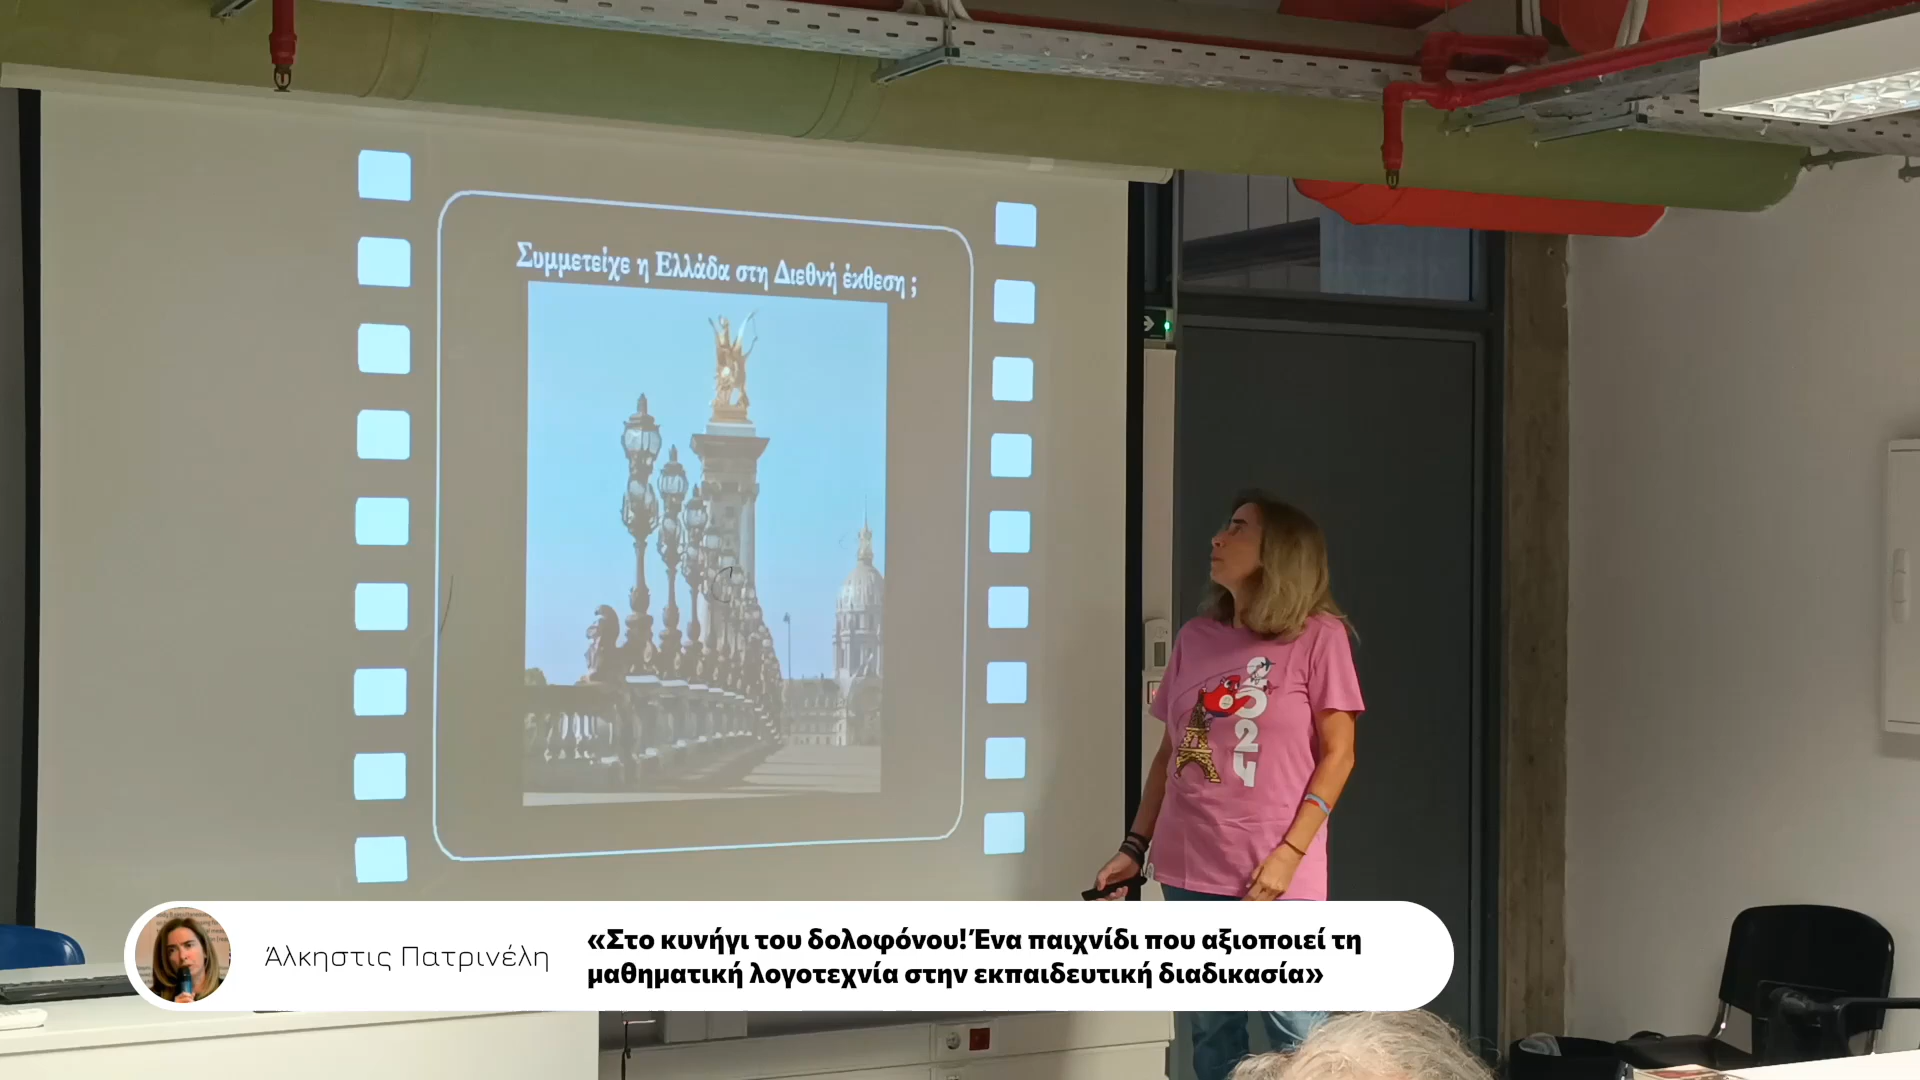 Συμμετείχε η Ελλάδα στη Διεθνή έκθεση ;
2024
Άλκηστις Πατρινέλη
«Στο κυνήγι του δολοφόνου! Ένα παιχνίδι που αξιοποιεί τη
μαθηματική λογοτεχνία στην εκπαιδευτική διαδικασία»